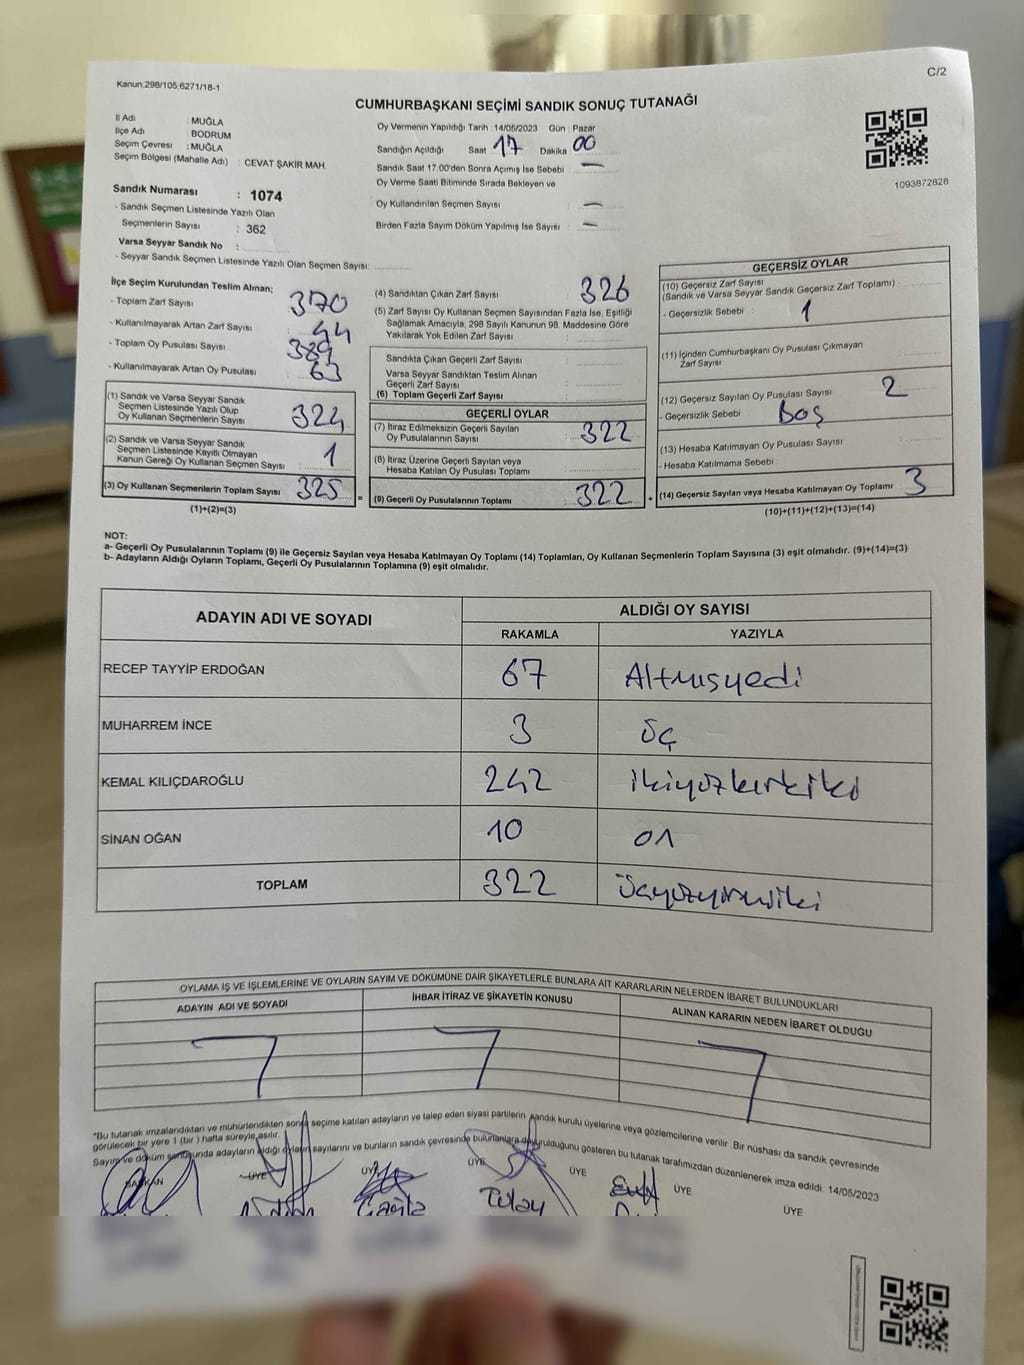 Kanun:298/105,6271/18-1
C/2
CUMHURBAŞKANI SEÇİMİ SANDIK SONUÇ TUTANAĞI
İl Adı : MUĞLA
İlçe Adı : BODRUM
Seçim Çevresi : MUĞLA
Seçim Bölgesi (Mahalle Adı) : CEVAT ŞAKİR MAH
Sandık Numarası : 1074
- Sandık Seçmen Listesinde Yazılı Olan
Seçmenlerin Sayısı : 362
Varsa Seyyar Sandık No :
- Seyyar Sandık Seçmen Listesinde Yazılı Olan Seçmen Sayısı:
Oy Vermenin Yapıldığı Tarih :14/05/2023 Gün : Pazar
Sandığın Açıldığı Saat 17 Dakika 00
Sandık Saat 17.00'den Sonra Açımış İse Sebebi : —
Oy Verme Saati Bitiminde Sırada Bekleyen ve
Oy Kullandırılan Seçmen Sayısı : —
Birden Fazla Sayım Döküm Yapılmış İse Sayısı : —
1093872828
İlçe Seçim Kurulundan Teslim Alınan;
- Toplam Zarf Sayısı : 370
- Kullanılmayarak Artan Zarf Sayısı : 44
- Toplam Oy Pusulası Sayısı : 389
- Kullanılmayarak Artan Oy Pusulası : 63
(1) Sandık ve Varsa Seyyar Sandık
Seçmen Listesinde Yazılı Olup
Oy Kullanan Seçmenlerin Sayısı : 324
(2) Sandık ve Varsa Seyyar Sandık
Seçmen Listesinde Kayıtlı Olmayan
Kanun Gereği Oy Kullanan Seçmen Sayısı : 1
(3) Oy Kullanan Seçmenlerin Toplam Sayısı : 325
(1)+(2)=(3)
(4) Sandıktan Çıkan Zarf Sayısı : 326
(5) Zarf Sayısı Oy Kullanan Seçmen Sayısından Fazla İse, Eşitliği
Sağlamak Amacıyla, 298 Sayılı Kanunun 98. Maddesine Göre
Yakılarak Yok Edilen Zarf Sayısı :
Sandıkta Çıkan Geçerli Zarf Sayısı :
Varsa Seyyar Sandıktan Teslim Alınan
Geçerli Zarf Sayısı :
(6) Toplam Geçerli Zarf Sayısı :
GEÇERLİ OYLAR
(7) İtiraz Edilmeksizin Geçerli Sayılan
Oy Pusulalarının Sayısı : 322
(8) İtiraz Üzerine Geçerli Sayılan veya
Hesaba Katılan Oy Pusulası Toplamı :
= (9) Geçerli Oy Pusulalarının Toplamı : 322 +
GEÇERSİZ OYLAR
(10) Geçersiz Zarf Sayısı
(Sandık ve Varsa Seyyar Sandık Geçersiz Zarf Toplamı) :
- Geçersizlik Sebebi : 1
(11) İçinden Cumhurbaşkanı Oy Pusulası Çıkmayan
Zarf Sayısı :
(12) Geçersiz Sayılan Oy Pusulası Sayısı : 2
- Geçersizlik Sebebi : Boş
(13) Hesaba Katılmayan Oy Pusulası Sayısı :
- Hesaba Katılmama Sebebi :
(14) Geçersiz Sayılan veya Hesaba Katılmayan Oy Toplamı : 3
(10)+(11)+(12)+(13)=(14)
NOT:
a- Geçerli Oy Pusulalarının Toplamı (9) ile Geçersiz Sayılan veya Hesaba Katılmayan Oy Toplamı (14) Toplamları, Oy Kullanan Seçmenlerin Toplam Sayısına (3) eşit olmalıdır. (9)+(14)=(3)
b- Adayların Aldığı Oyların Toplamı, Geçerli Oy Pusulalarının Toplamına (9) eşit olmalıdır.
ADAYIN ADI VE SOYADI ALDIĞI OY SAYISI
RAKAMLA YAZIYLA
RECEP TAYYİP ERDOĞAN 67 Altmışyedi
MUHARREM İNCE 3 üç
KEMAL KILIÇDAROĞLU 242 ikiyüzkırkiki
SİNAN OĞAN 10 on
TOPLAM 322 üçyüzyirmiiki
OYLAMA İŞ VE İŞLEMLERİNE VE OYLARIN SAYIM VE DÖKÜMÜNE DAİR ŞİKAYETLERLE BUNLARA AİT KARARLARIN NELERDEN İBARET BULUNDUKLARI
ADAYIN ADI VE SOYADI İHBAR İTİRAZ VE ŞİKAYETİN KONUSU ALINAN KARARIN NEDEN İBARET OLDUĞU
*Bu tutanak imzalandıktan ve mühürlendikten sonra seçime katılan adayların ve talep eden siyasi partilerin sandık kurulu üyelerine veya gözlemcilerine verilir. Bir nüshası da sandık çevresinde
görülecek bir yere 1 (bir ) hafta süreyle asılır.
Sayım ve döküm sonucunda adayların aldığı oyların sayılarını ve bunların sandık çevresinde bulunanlara duyurulduğunu gösteren bu tutanak tarafımızdan düzenlenerek imza edildi. 14/05/2023
BAŞKAN ÜYE ÜYE ÜYE ÜYE ÜYE ÜYE
Tülay